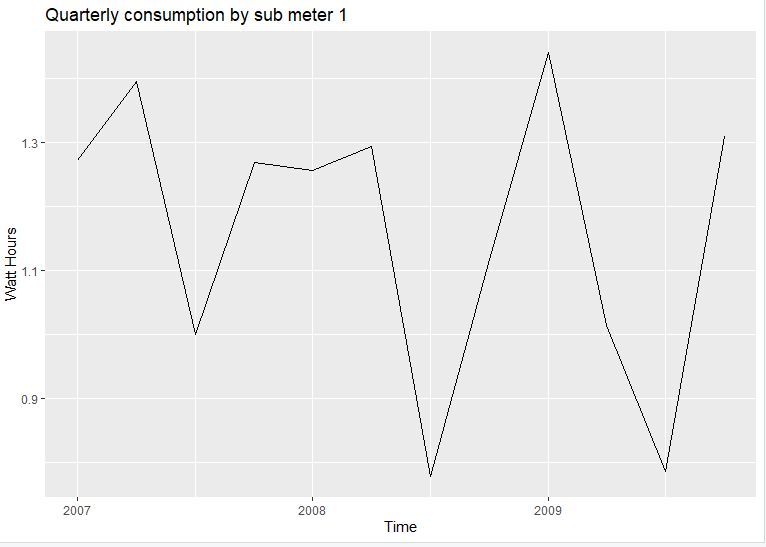 Quarterly consumption by sub meter 1
Watt Hours
1.3
1.1
0.9
2007 2008 2009
Time